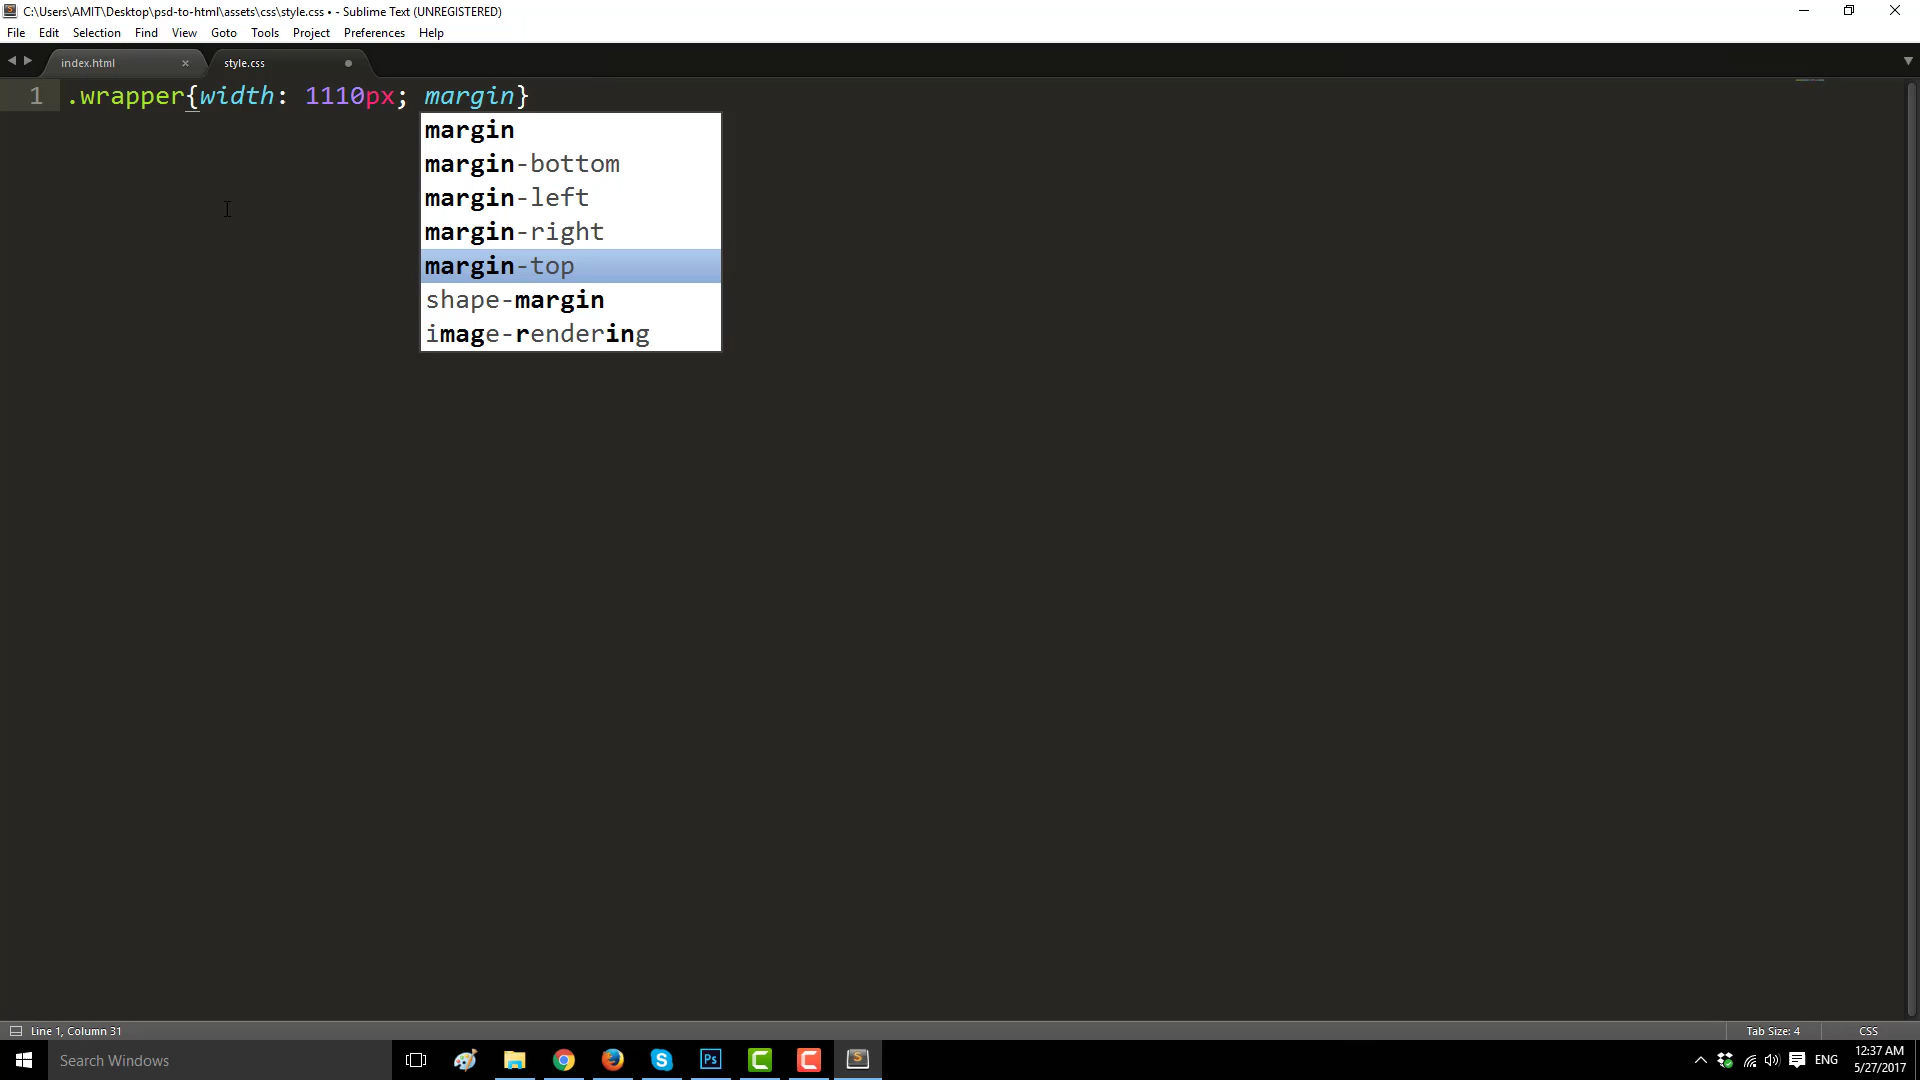 C:\Users\AMIT\Desktop\psd-to-html\assets\css\style.css • - Sublime Text (UNREGISTERED)
File Edit Selection Find View Goto Tools Project Preferences Help
index.html × style.css
1 .wrapper{width: 1110px; margin}
margin
margin-bottom
margin-left
margin-right
margin-top
shape-margin
image-rendering
Line 1, Column 31 Tab Size: 4 CSS
Search Windows Ps ENG 12:37 AM
5/27/2017